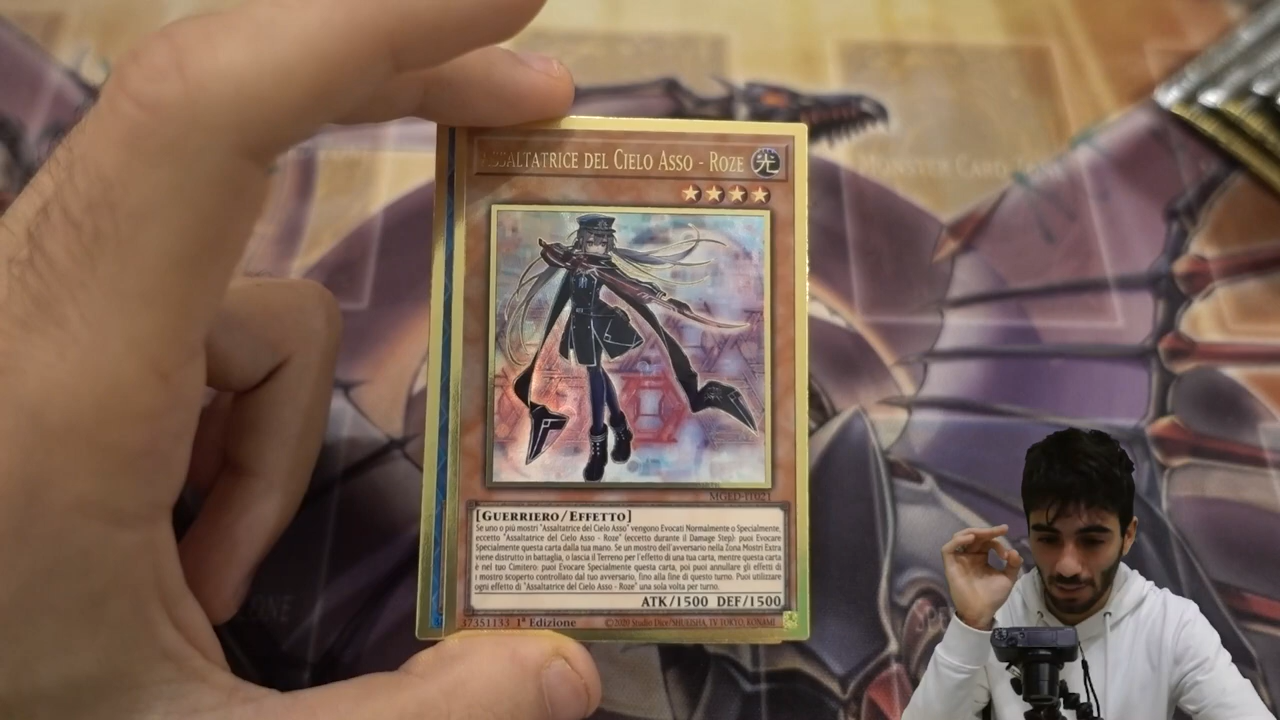 ASSALTATRICE DEL CIELO ASSO - ROZE
光
MONSTER CARD ZONE
MGED-IT021
[GUERRIERO/EFFETTO]
Se uno o più mostri "Assaltatrice del Cielo Asso" vengono Evocati Normalmente o Specialmente,
eccetto "Assaltatrice del Cielo Asso - Roze" (eccetto durante il Damage Step): puoi Evocare
Specialmente questa carta dalla tua mano. Se un mostro dell'avversario nella Zona Mostri Extra
viene distrutto in battaglia, o lascia il Terreno per l'effetto di una tua carta, mentre questa carta
è nel tuo Cimitero: puoi Evocare Specialmente questa carta, poi puoi annullare gli effetti di
1 mostro scoperto controllato dal tuo avversario, fino alla fine di questo turno. Puoi utilizzare
ogni effetto di "Assaltatrice del Cielo Asso - Roze" una sola volta per turno.
ATK/1500 DEF/1500
37351133 1ª Edizione ©2020 Studio Dice/SHUEISHA, TV TOKYO, KONAMI